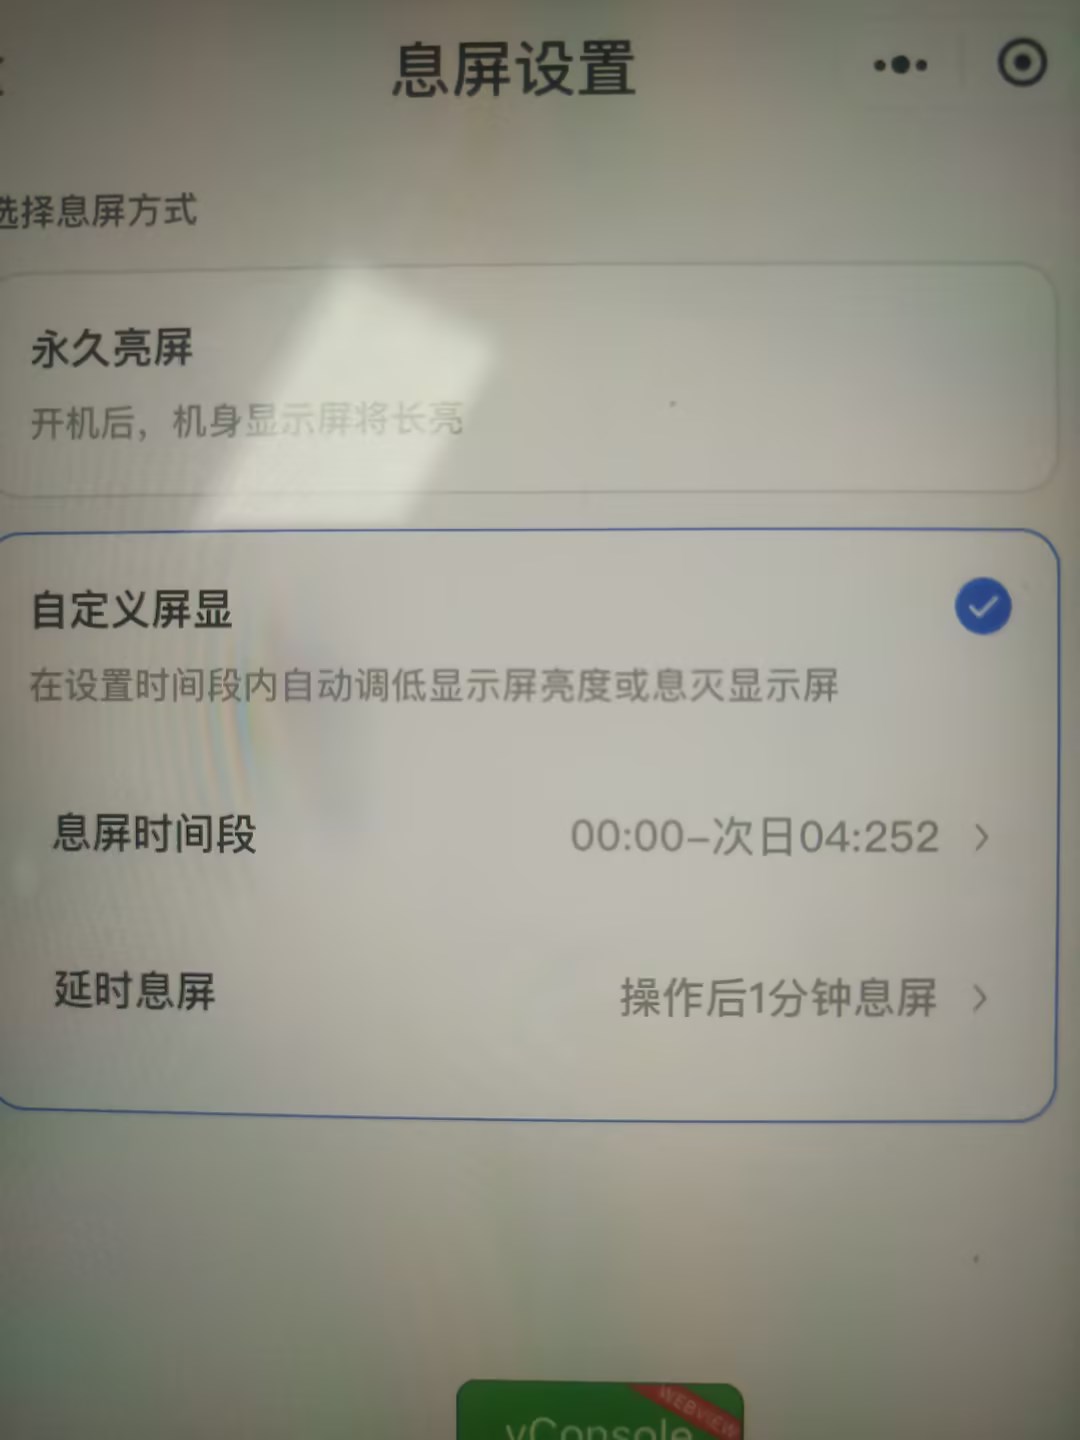 息屏设置
选择息屏方式
永久亮屏
开机后，机身显示屏将长亮
自定义屏显
在设置时间段内自动调低显示屏亮度或息灭显示屏
息屏时间段 00:00-次日04:252
延时息屏 操作后1分钟息屏
WEBVIEW
vConsole